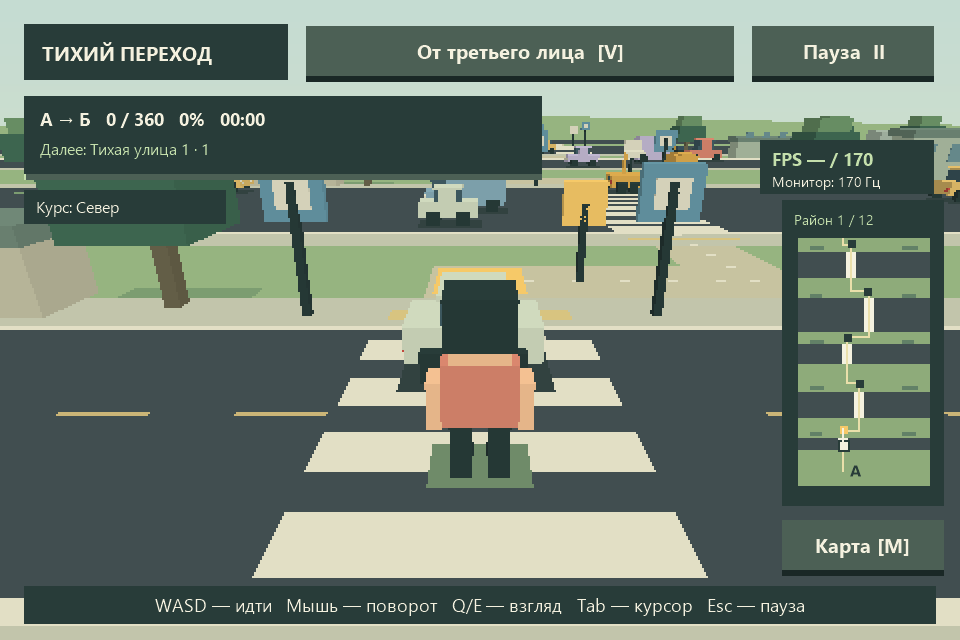 ТИХИЙ ПЕРЕХОД
От третьего лица [V]
Пауза II
А → Б 0 / 360 0% 00:00
Далее: Тихая улица 1 · 1
Курс: Север
FPS — / 170
Монитор: 170 Гц
Район 1 / 12
А
Карта [M]
WASD — идти Мышь — поворот Q/E — взгляд Tab — курсор Esc — пауза